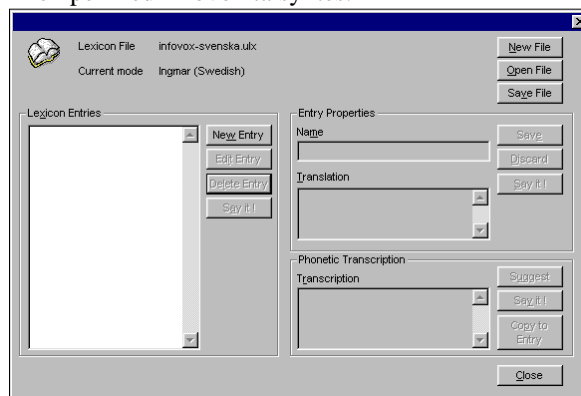 Lexicon File infovox-svenska.ulx
Current mode Ingmar (Swedish)
New File
Open File
Save File
Lexicon Entries
New Entry
Edit Entry
Delete Entry
Say it !
Entry Properties
Name
Translation
Save
Discard
Say it !
Phonetic Transcription
Transcription
Suggest
Say it !
Copy to
Entry
Close